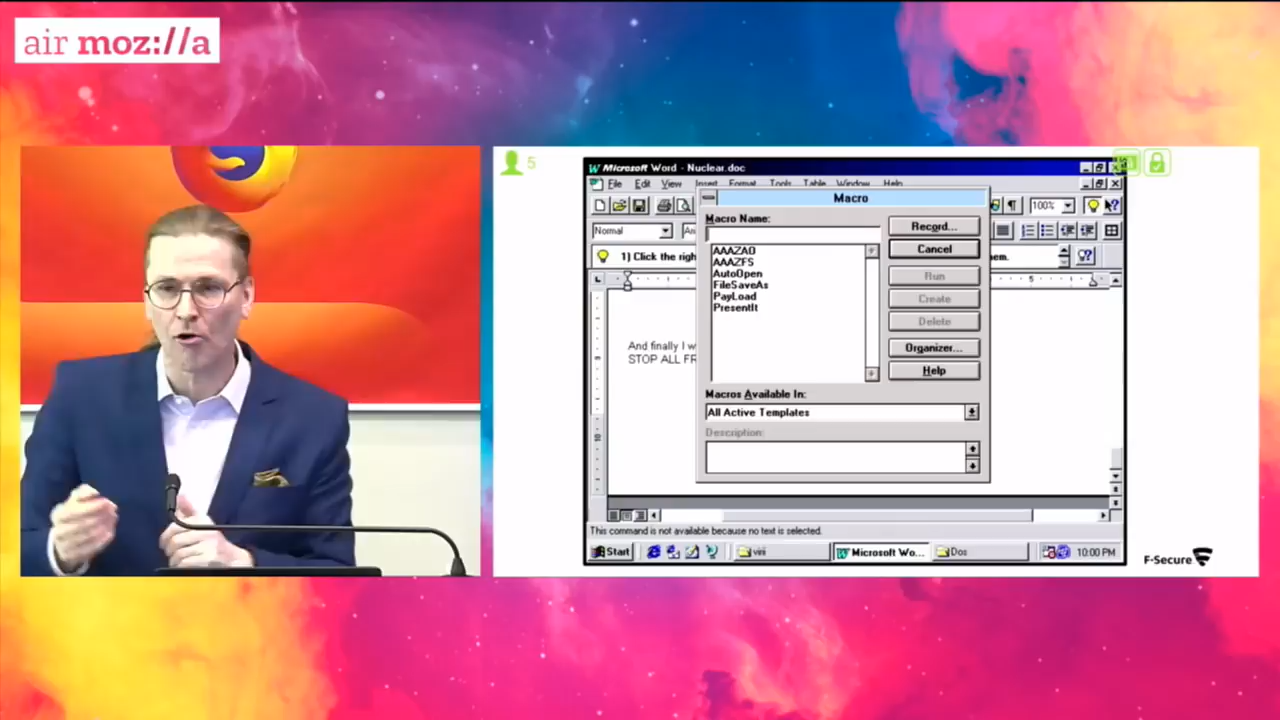 air moz://a
5
Microsoft Word - Nuclear.doc
File Edit View Insert Format Tools Table Window Help
Macro
Macro Name:
Record...
Cancel
Run
Create
Delete
Organizer...
Help
AAAZAO
AAAZFS
AutoOpen
FileSaveAs
PayLoad
PresentIt
Macros Available In:
All Active Templates
Description:
100%
Normal
1) Click the righ
5
9
10
And finally I w
STOP ALL FR
This command is not available because no text is selected.
Start
Microsoft Wo...
Dos
10:00 PM
F-Secure